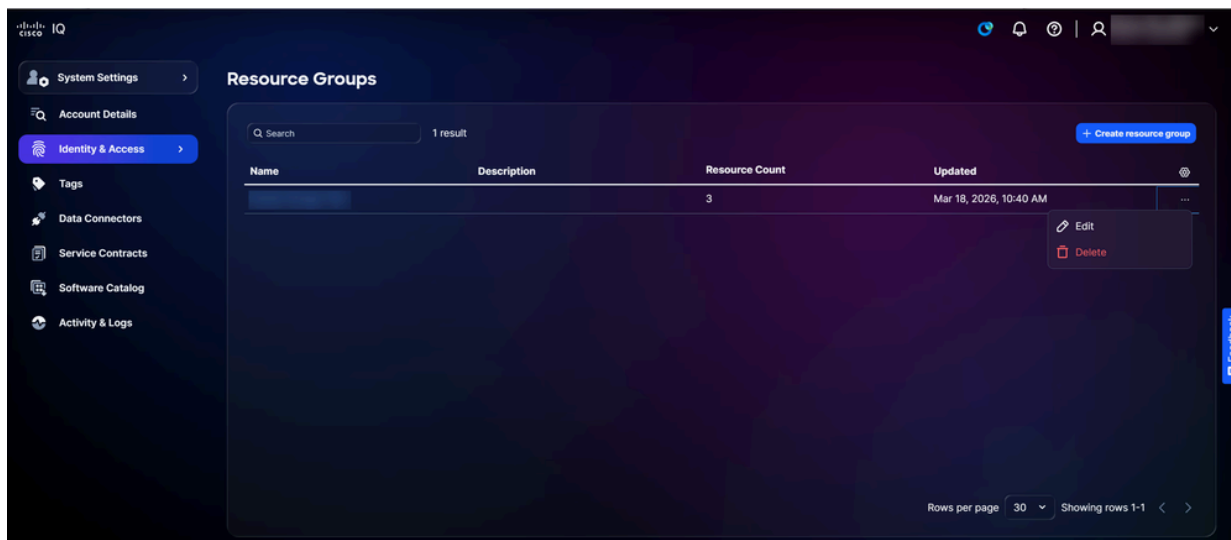 cisco IQ
System Settings
Account Details
Identity & Access
Tags
Data Connectors
Service Contracts
Software Catalog
Activity & Logs
Resource Groups
Search
1 result
+ Create resource group
Name Description Resource Count Updated
3 Mar 18, 2026, 10:40 AM ...
Edit
Delete
Feedback
Rows per page 30 Showing rows 1-1